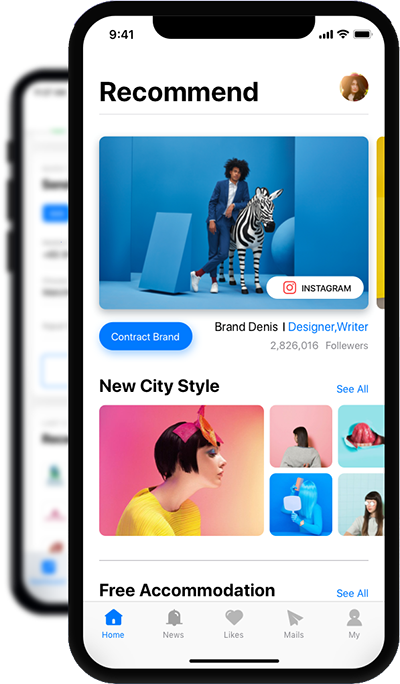 9:41
Recommend
INSTAGRAM
Contract Brand
Brand Denis I Designer,Writer
2,826,016 Followers
New City Style
See All
Free Accommodation
See All
Home
News
Likes
Mails
My